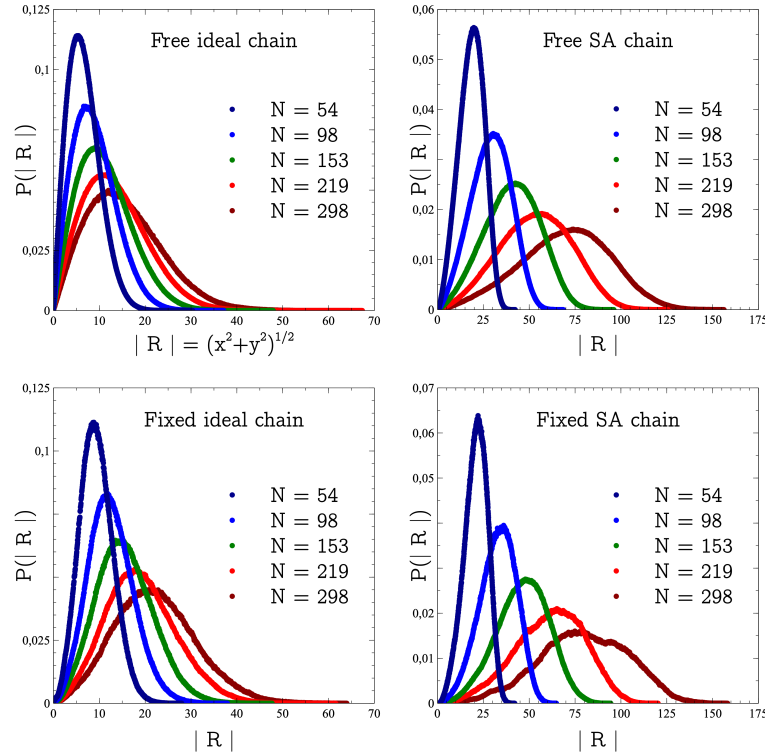 0,125
0,1
0,025
0
P(| R |)
Free ideal chain
N = 54
N = 98
N = 153
N = 219
N = 298
0 10 20 30 40 50 60 70
| R | = (x²+y²)^1/2
0,06
0,05
0,04
0,03
0,02
0,01
0
P(| R |)
Free SA chain
N = 54
N = 98
N = 153
N = 219
N = 298
0 25 50 75 100 125 150 175
| R |
0,125
0,1
0,025
0
P(| R |)
Fixed ideal chain
N = 54
N = 98
N = 153
N = 219
N = 298
0 10 20 30 40 50 60 70
| R |
0,07
0,06
0,05
0,04
0,03
0,02
0,01
0
P(| R |)
Fixed SA chain
N = 54
N = 98
N = 153
N = 219
N = 298
0 25 50 75 100 125 150 175
| R |